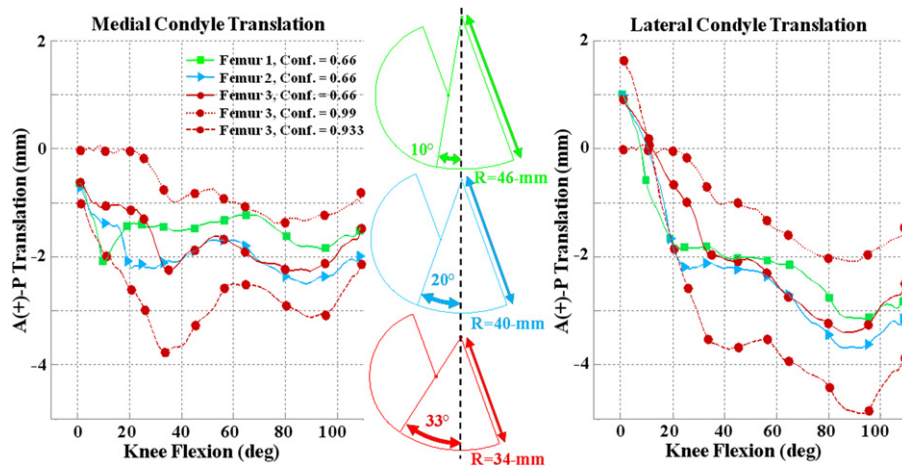 Medial Condyle Translation
2
0
−2
−4
A(+)-P Translation (mm)
Femur 1, Conf. = 0.66
Femur 2, Conf. = 0.66
Femur 3, Conf. = 0.66
Femur 3, Conf. = 0.99
Femur 3, Conf. = 0.933
0 20 40 60 80 100
Knee Flexion (deg)
10°
R=46-mm
20°
R=40-mm
33°
R=34-mm
Lateral Condyle Translation
2
0
−2
−4
A(+)-P Translation (mm)
0 20 40 60 80 100
Knee Flexion (deg)